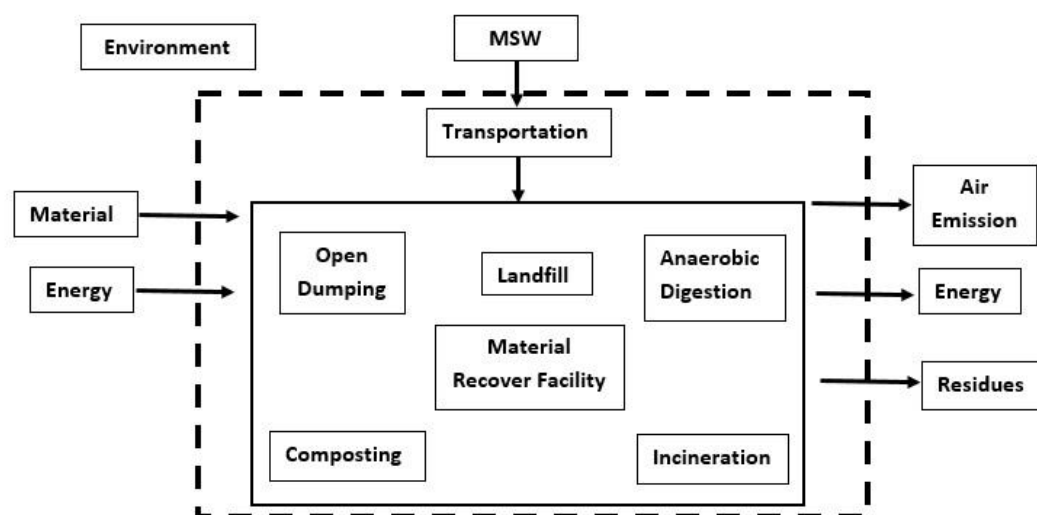 Environment
MSW
Transportation
Material
Energy
Open
Dumping
Landfill
Anaerobic
Digestion
Material
Recover Facility
Composting
Incineration
Air
Emission
Energy
Residues